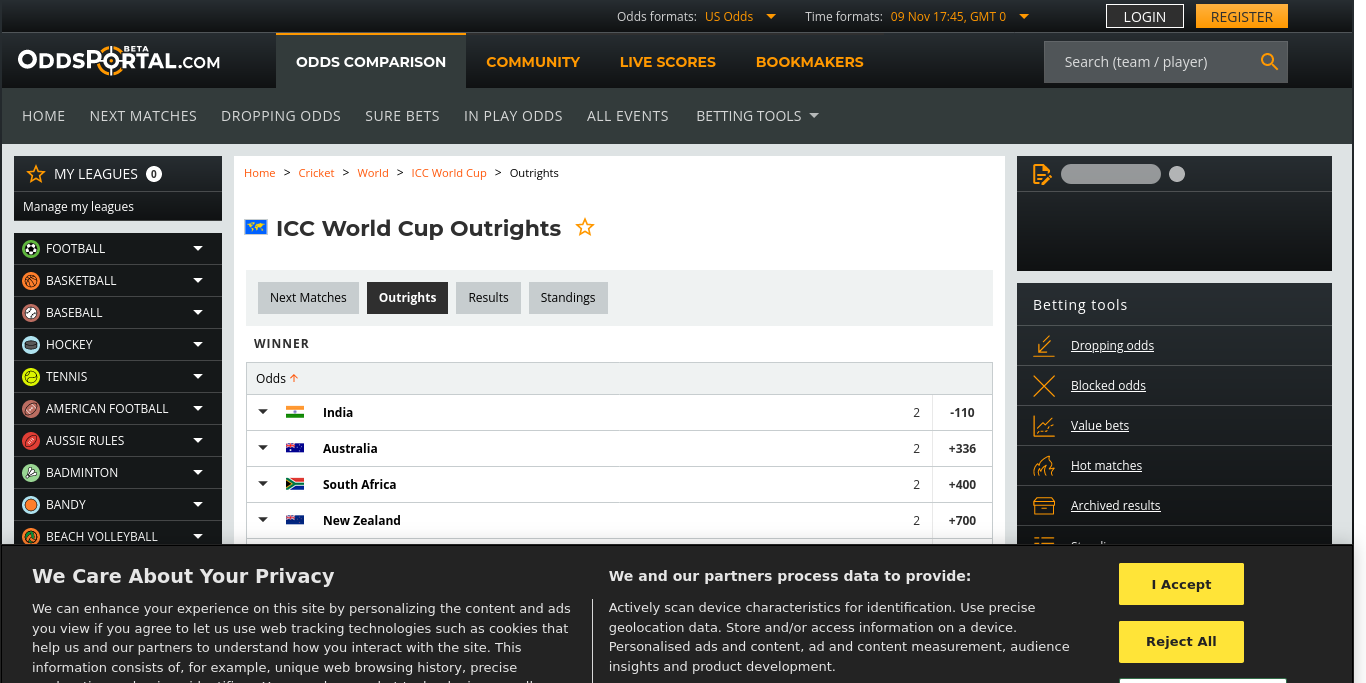 Odds formats: US Odds
Time formats: 09 Nov 17:45, GMT 0
LOGIN
REGISTER
ODDSPORTAL.COM
BETA
ODDS COMPARISON
COMMUNITY
LIVE SCORES
BOOKMAKERS
Search (team / player)
HOME
NEXT MATCHES
DROPPING ODDS
SURE BETS
IN PLAY ODDS
ALL EVENTS
BETTING TOOLS
MY LEAGUES 0
Manage my leagues
FOOTBALL
BASKETBALL
BASEBALL
HOCKEY
TENNIS
AMERICAN FOOTBALL
AUSSIE RULES
BADMINTON
BANDY
BEACH VOLLEYBALL
Home > Cricket > World > ICC World Cup > Outrights
ICC World Cup Outrights
Next Matches
Outrights
Results
Standings
WINNER
Odds
India 2 -110
Australia 2 +336
South Africa 2 +400
New Zealand 2 +700
Betting tools
Dropping odds
Blocked odds
Value bets
Hot matches
Archived results
We Care About Your Privacy
We can enhance your experience on this site by personalizing the content and ads
you view if you agree to let us use web tracking technologies such as cookies that
help us and our partners to understand how you interact with the site. This
information consists of, for example, unique web browsing history, precise
We and our partners process data to provide:
Actively scan device characteristics for identification. Use precise
geolocation data. Store and/or access information on a device.
Personalised ads and content, ad and content measurement, audience
insights and product development.
I Accept
Reject All